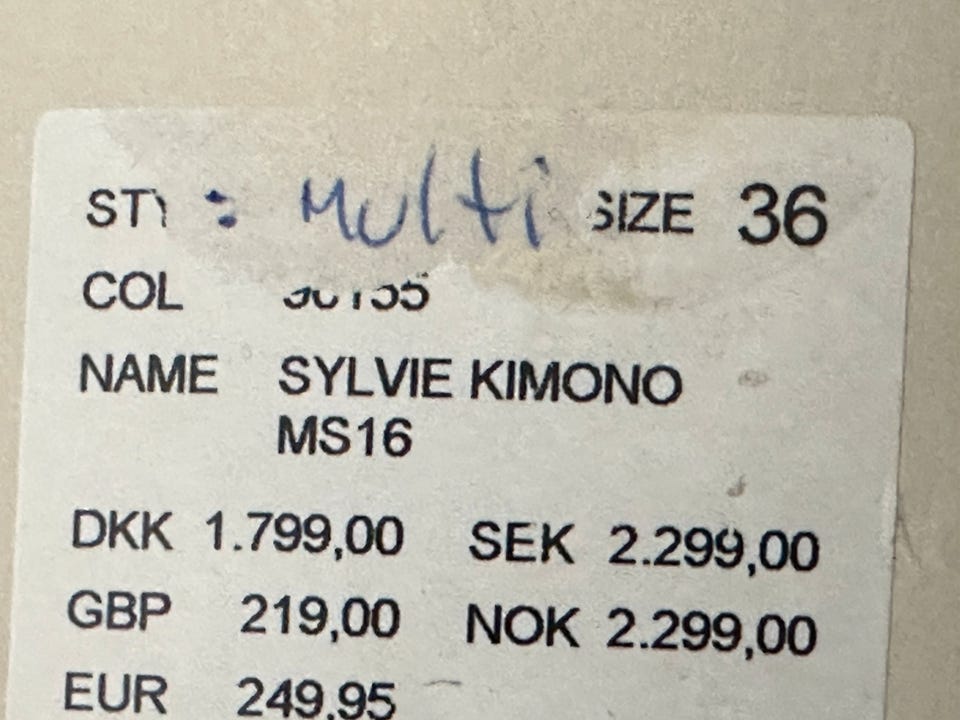 : Multi SIZE 36
COL
NAME SYLVIE KIMONO
MS16
DKK 1.799,00 SEK 2.299,00
GBP 219,00 NOK 2.299,00
EUR 249,95